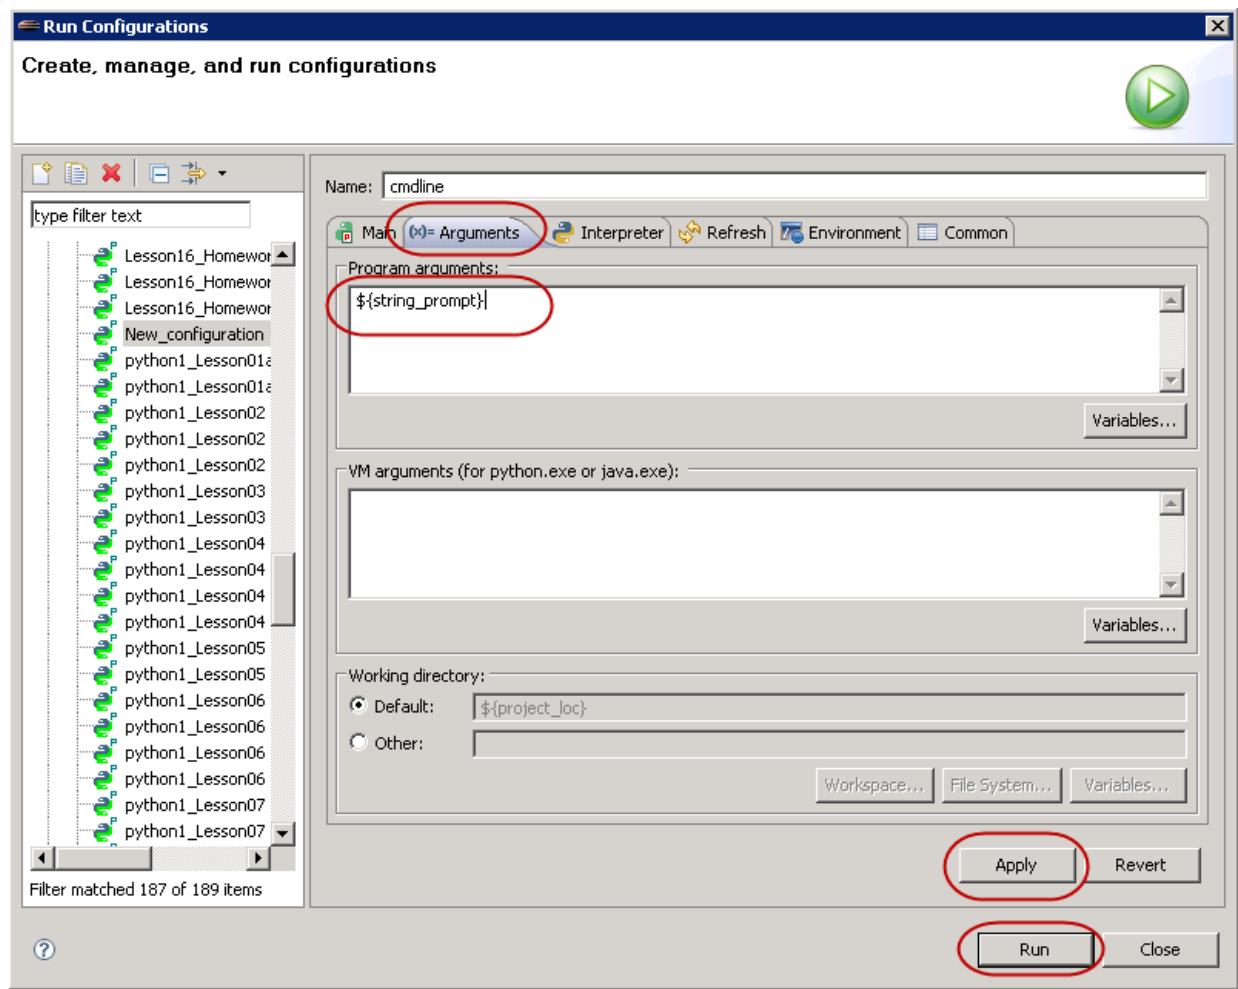 Run Configurations
Create, manage, and run configurations
type filter text
Lesson16_Homewor
Lesson16_Homewor
Lesson16_Homewor
New_configuration
python1_Lesson01a
python1_Lesson01a
python1_Lesson02
python1_Lesson02
python1_Lesson02
python1_Lesson03
python1_Lesson03
python1_Lesson04
python1_Lesson04
python1_Lesson04
python1_Lesson04
python1_Lesson05
python1_Lesson05
python1_Lesson06
python1_Lesson06
python1_Lesson06
python1_Lesson06
python1_Lesson07
python1_Lesson07
Filter matched 187 of 189 items
Name: cmdline
Main (x)= Arguments Interpreter Refresh Environment Common
Program arguments:
${string_prompt}
Variables...
VM arguments (for python.exe or java.exe):
Variables...
Working directory:
Default: ${project_loc}
Other:
Workspace... File System... Variables...
Apply Revert
? Run Close